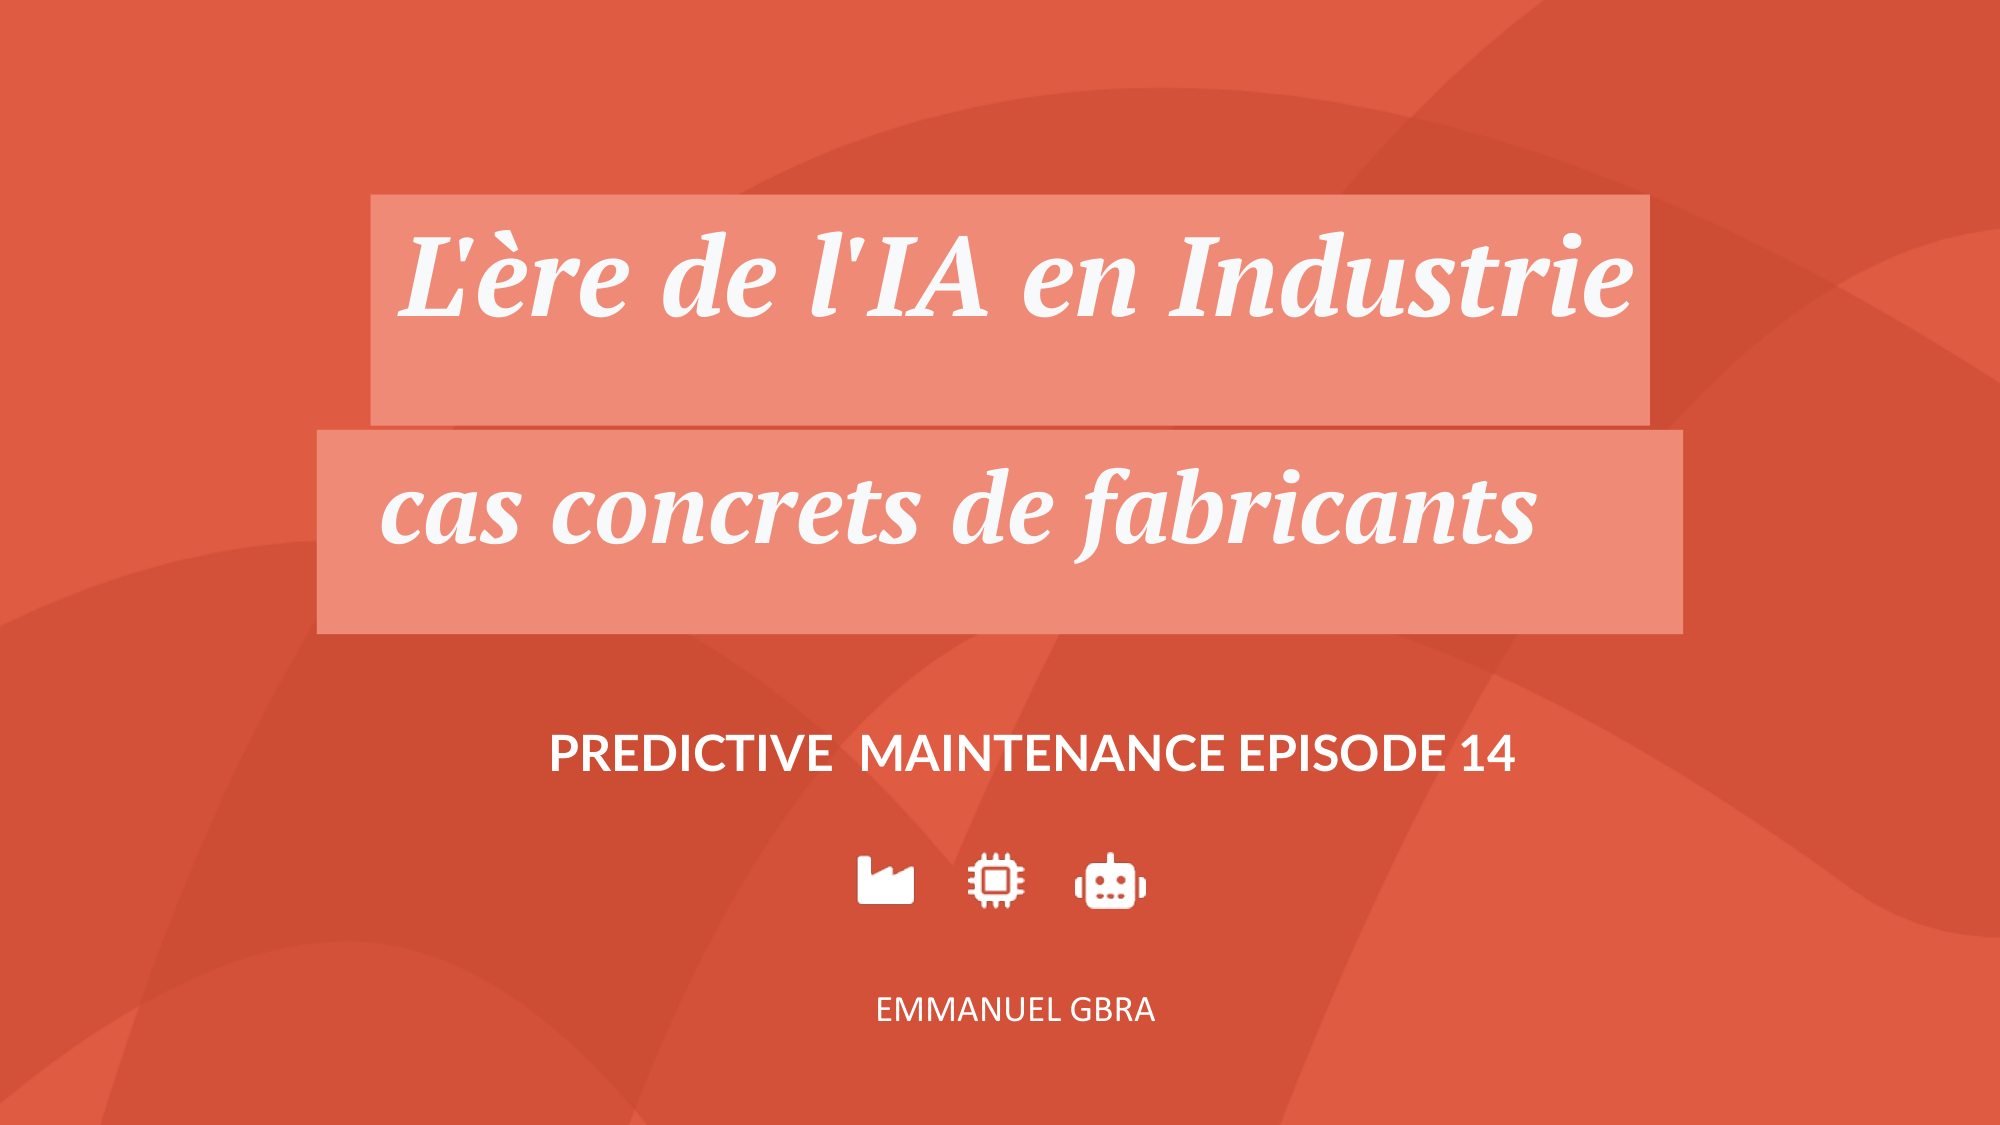 L'ère de l'IA en Industrie
cas concrets de fabricants
PREDICTIVE MAINTENANCE EPISODE 14
EMMANUEL GBRA